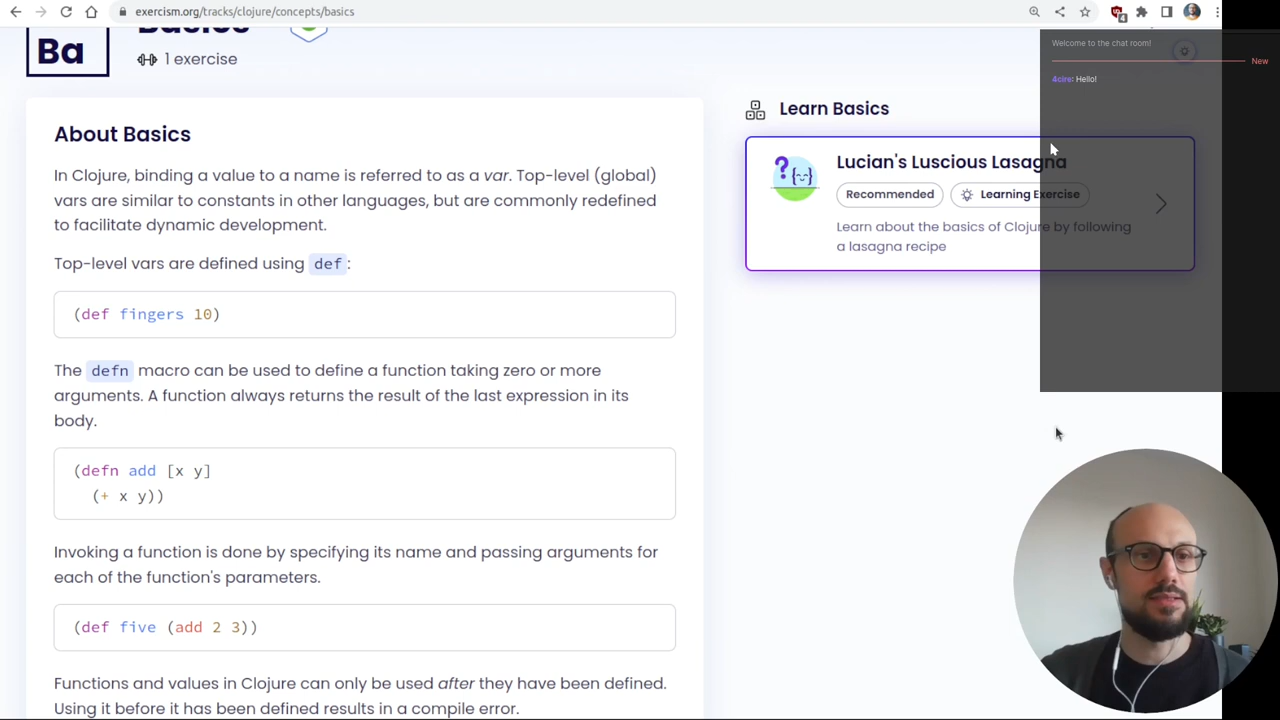 exercism.org/tracks/clojure/concepts/basics
4
Ba
Basics
1 exercise
Welcome to the chat room!
New
4cire: Hello!
About Basics
In Clojure, binding a value to a name is referred to as a var. Top-level (global)
vars are similar to constants in other languages, but are commonly redefined
to facilitate dynamic development.
Top-level vars are defined using def:
(def fingers 10)
The defn macro can be used to define a function taking zero or more
arguments. A function always returns the result of the last expression in its
body.
(defn add [x y]
(+ x y))
Invoking a function is done by specifying its name and passing arguments for
each of the function's parameters.
(def five (add 2 3))
Functions and values in Clojure can only be used after they have been defined.
Using it before it has been defined results in a compile error.
Learn Basics
Lucian's Luscious Lasagna
Recommended
Learning Exercise
Learn about the basics of Clojure by following
a lasagna recipe